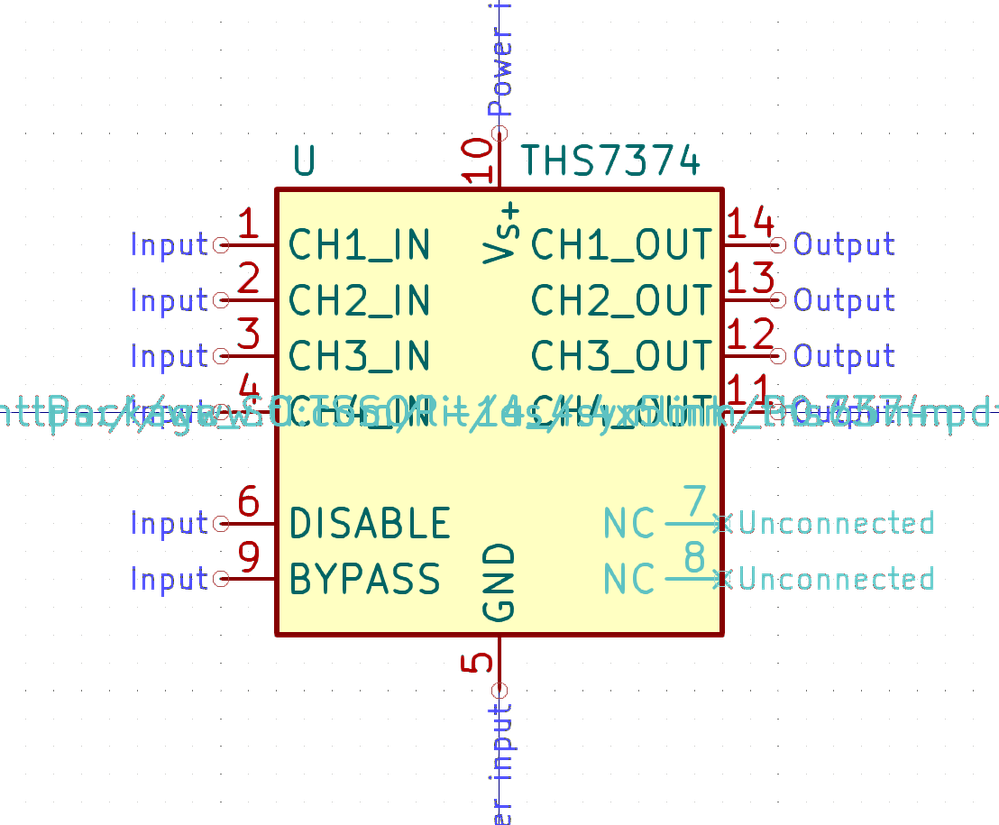 Power i
10
U
THS7374
1
Input
CH1_IN
Vs+
CH1_OUT
14
Output
2
Input
CH2_IN
CH2_OUT
13
Output
3
Input
CH3_IN
CH3_OUT
12
Output
4
Input
CH4_IN
CH4_OUT
11
Output
6
Input
DISABLE
NC
7
Unconnected
9
Input
BYPASS
NC
8
Unconnected
GND
5
er input